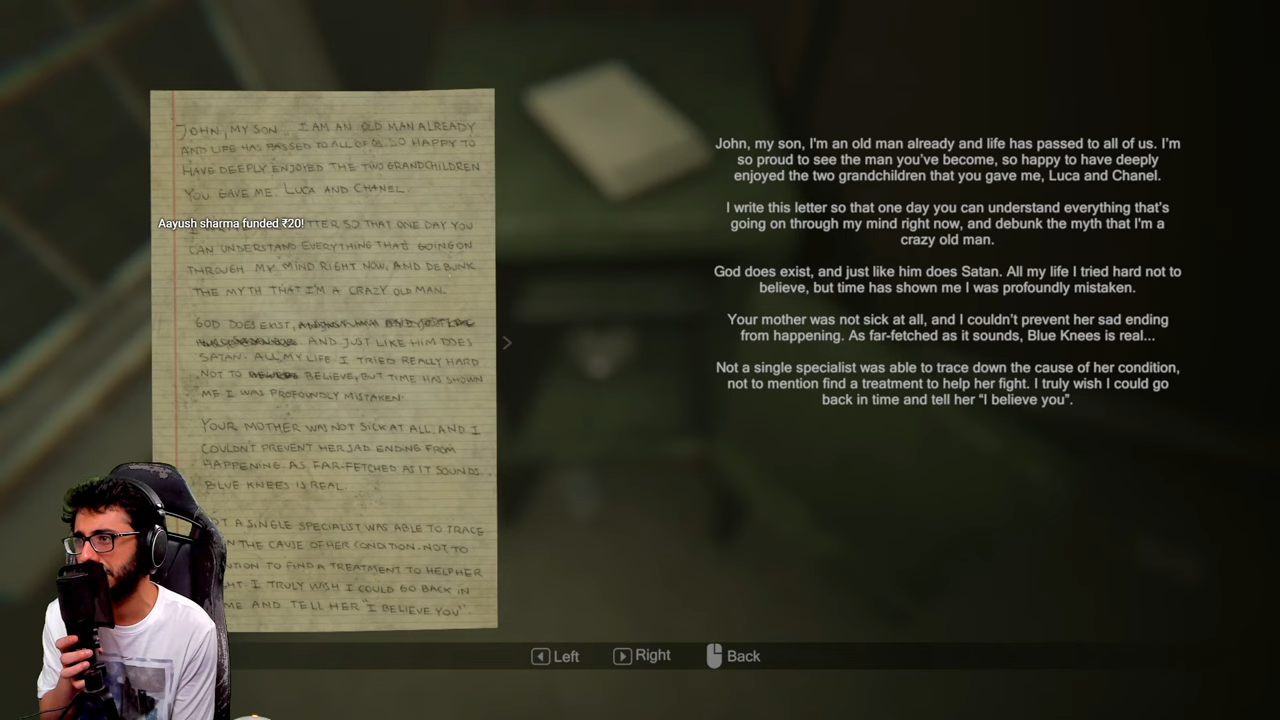 JOHN, MY SON I AM AN OLD MAN ALREADY
AND LIFE HAS PASSED TO ALL OF US. SO HAPPY TO
HAVE DEEPLY ENJOYED THE TWO GRANDCHILDREN
YOU GAVE ME. LUCA AND CHANEL.
Aayush sharma funded ₹20!
LETTER SO THAT ONE DAY YOU
CAN UNDERSTAND EVERYTHING THAT'S GOING ON
THROUGH MY MIND RIGHT NOW, AND DEBUNK
THE MYTH THAT I'M A CRAZY OLD MAN.
GOD DOES EXIST,
AND JUST LIKE HIM DOES
SATAN. ALL MY LIFE I TRIED REALLY HARD
NOT TO BELIEVE, BUT TIME HAS SHOWN
ME I WAS PROFOUNDLY MISTAKEN.
YOUR MOTHER WAS NOT SICK AT ALL, AND I
COULDN'T PREVENT HER SAD ENDING FROM
HAPPENING. AS FAR-FETCHED AS IT SOUNDS..
BLUE KNEES IS REAL.
OT A SINGLE SPECIALIST WAS ABLE TO TRACE
N THE CAUSE OF HER CONDITION. NOT TO
NTION TO FIND A TREATMENT TO HELP HER
HT. I TRULY WISH I COULD GO BACK IN
ME AND TELL HER "I BELIEVE YOU".
John, my son, I'm an old man already and life has passed to all of us. I'm
so proud to see the man you've become, so happy to have deeply
enjoyed the two grandchildren that you gave me, Luca and Chanel.
I write this letter so that one day you can understand everything that's
going on through my mind right now, and debunk the myth that I'm a
crazy old man.
God does exist, and just like him does Satan. All my life I tried hard not to
believe, but time has shown me I was profoundly mistaken.
Your mother was not sick at all, and I couldn't prevent her sad ending
from happening. As far-fetched as it sounds, Blue Knees is real...
Not a single specialist was able to trace down the cause of her condition,
not to mention find a treatment to help her fight. I truly wish I could go
back in time and tell her "I believe you".
Left Right Back